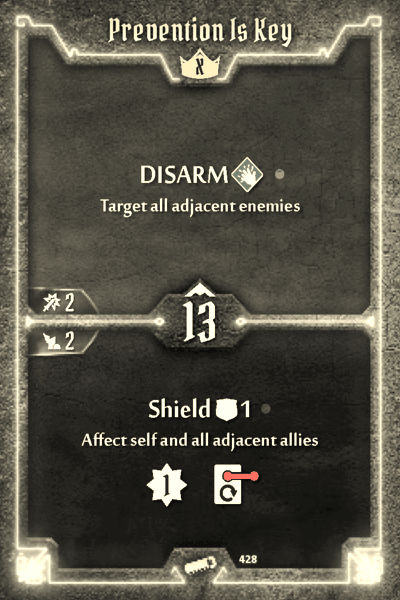 Prevention Is Key
X
DISARM
Target all adjacent enemies
2
13
2
Shield 1
Affect self and all adjacent allies
1
428